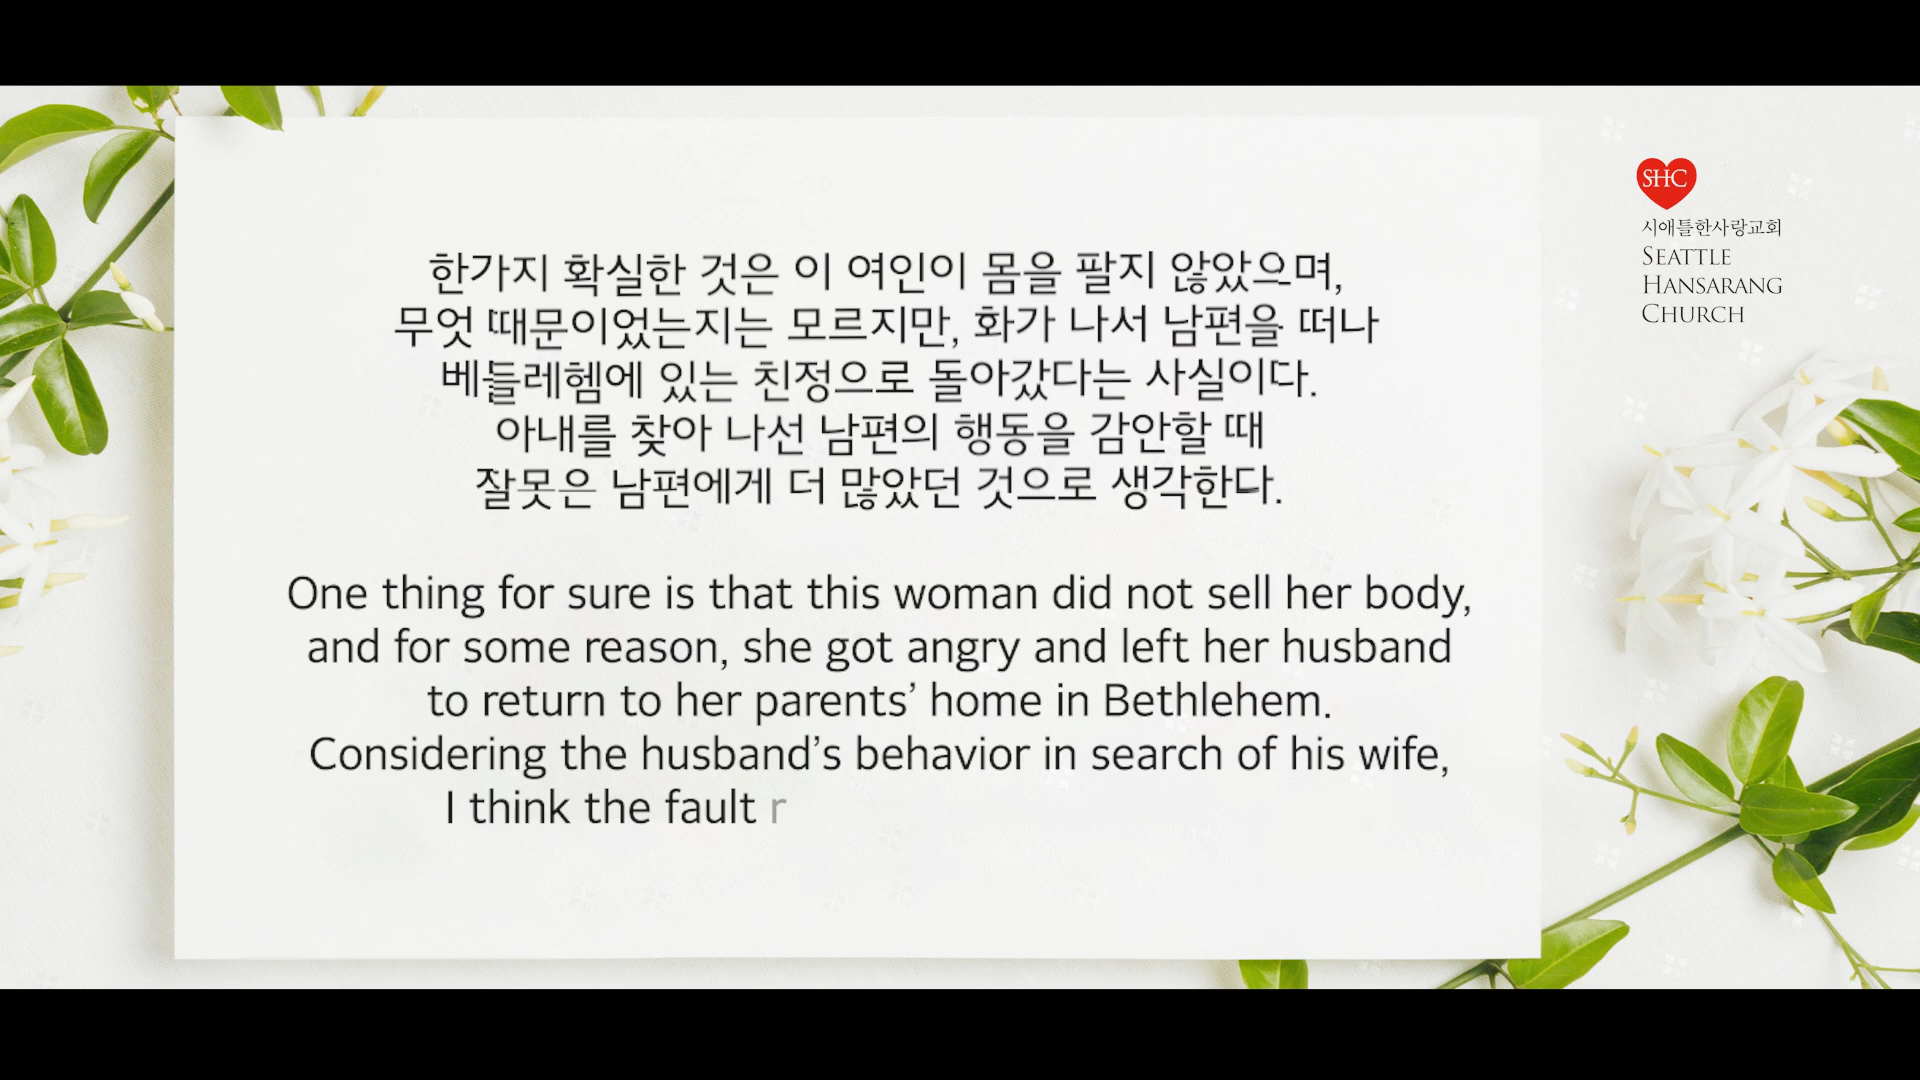 SHC
시애틀한사랑교회
SEATTLE
HANSARANG
CHURCH
한가지 확실한 것은 이 여인이 몸을 팔지 않았으며,
무엇 때문이었는지는 모르지만, 화가 나서 남편을 떠나
베들레헴에 있는 친정으로 돌아갔다는 사실이다.
아내를 찾아 나선 남편의 행동을 감안할 때
잘못은 남편에게 더 많았던 것으로 생각한다.
One thing for sure is that this woman did not sell her body,
and for some reason, she got angry and left her husband
to return to her parents’ home in Bethlehem.
Considering the husband’s behavior in search of his wife,
I think the fault r